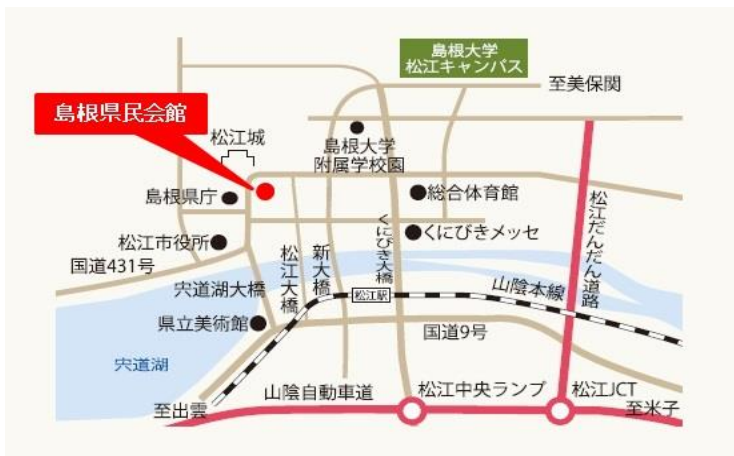 島根大学
松江キャンパス
至美保関
島根県民会館
松江城
島根大学
附属学校園
島根県庁
総合体育館
松江だんだん道路
くにびきメッセ
くにびき大橋
松江市役所
国道431号
松江大橋
新大橋
宍道湖大橋
松江駅
山陰本線
県立美術館
国道9号
宍道湖
山陰自動車道
松江中央ランプ
松江JCT
至出雲
至米子